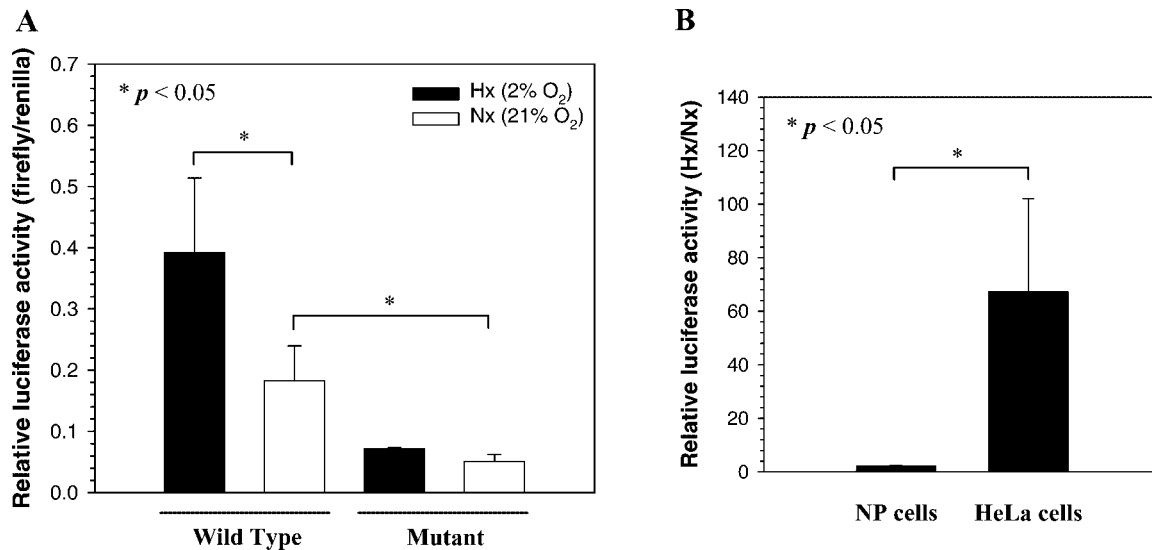 A
Relative luciferase activity (firefly/renilla)
0.7
0.6
0.5
0.4
0.3
0.2
0.1
0.0
* p < 0.05
Hx (2% O₂)
Nx (21% O₂)
*
*
Wild Type
Mutant
B
Relative luciferase activity (Hx/Nx)
140
120
100
80
60
40
20
0
* p < 0.05
*
NP cells
HeLa cells